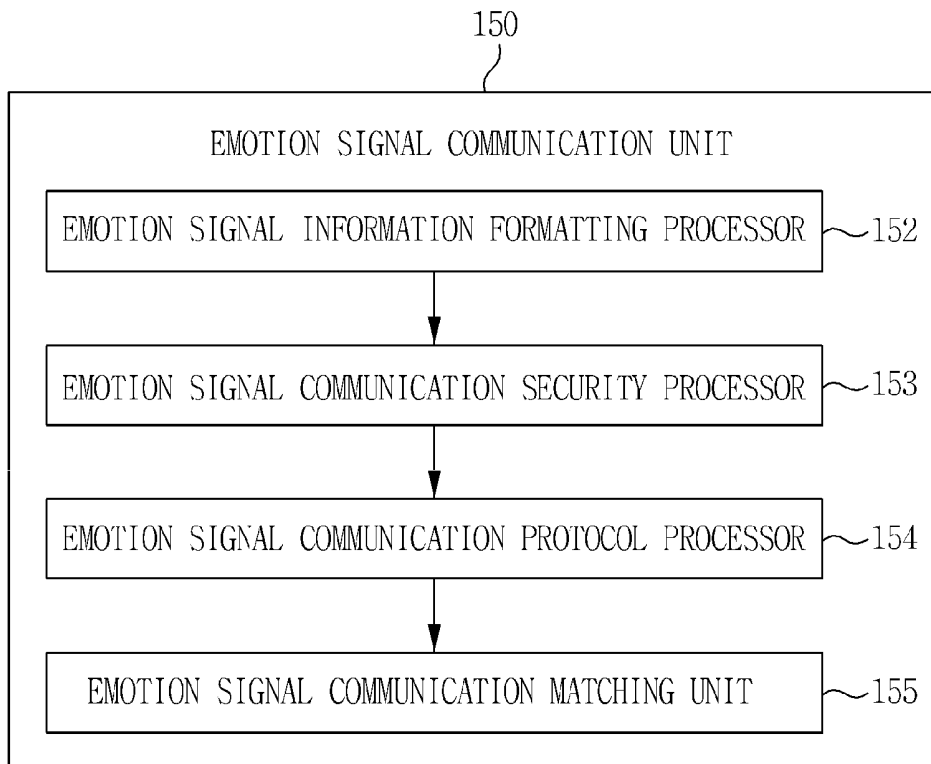 150
EMOTION SIGNAL COMMUNICATION UNIT
EMOTION SIGNAL INFORMATION FORMATTING PROCESSOR 152
EMOTION SIGNAL COMMUNICATION SECURITY PROCESSOR 153
EMOTION SIGNAL COMMUNICATION PROTOCOL PROCESSOR 154
EMOTION SIGNAL COMMUNICATION MATCHING UNIT 155